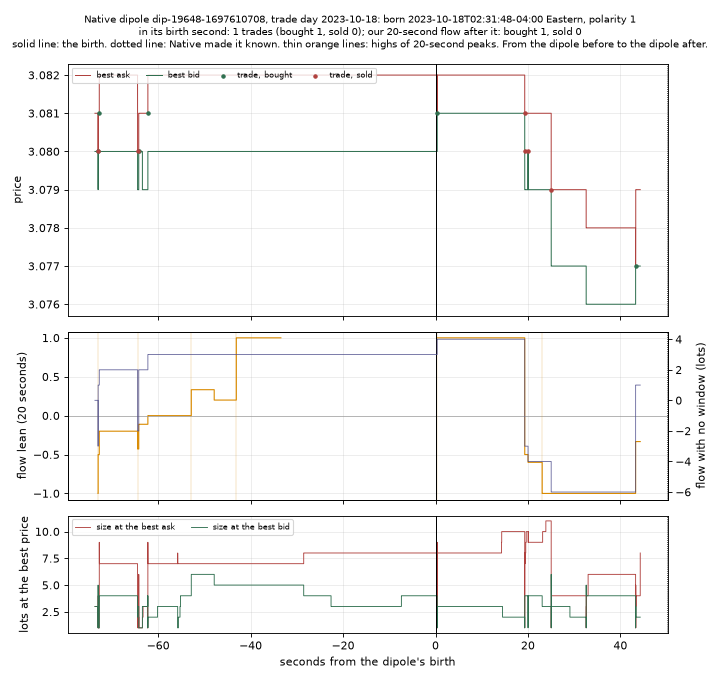 Native dipole dip-19648-1697610708, trade day 2023-10-18: born 2023-10-18T02:31:48-04:00 Eastern, polarity 1
in its birth second: 1 trades (bought 1, sold 0); our 20-second flow after it: bought 1, sold 0
solid line: the birth. dotted line: Native made it known. thin orange lines: highs of 20-second peaks. From the dipole before to the dipole after.
best ask best bid trade, bought trade, sold
3.082
3.081
3.080
3.079
3.078
3.077
3.076
price
1.0
0.5
0.0
−0.5
−1.0
flow lean (20 seconds)
4
2
0
−2
−4
−6
flow with no window (lots)
size at the best ask size at the best bid
10.0
7.5
5.0
2.5
lots at the best price
−60 −40 −20 0 20 40
seconds from the dipole's birth